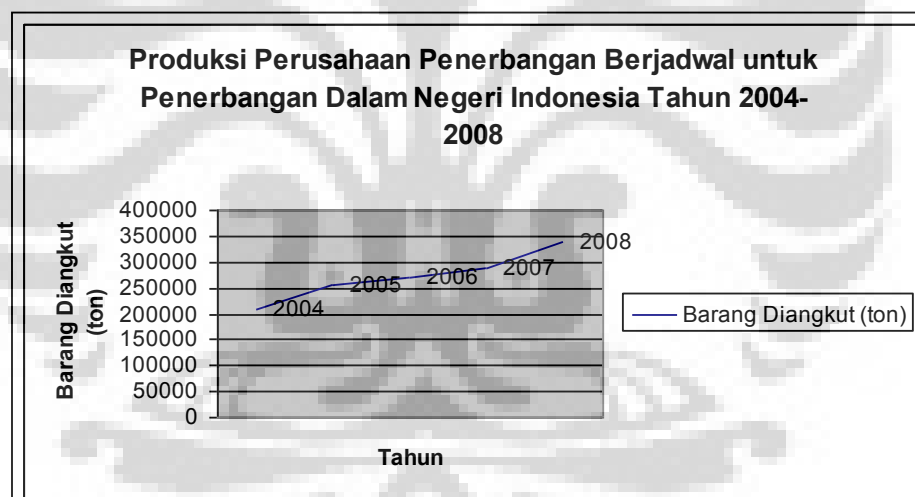 Produksi Perusahaan Penerbangan Berjadwal untuk
Penerbangan Dalam Negeri Indonesia Tahun 2004-
2008
Barang Diangkut
(ton)
400000
350000
300000
250000
200000
150000
100000
50000
0
2004
2005
2006
2007
2008
Barang Diangkut (ton)
Tahun